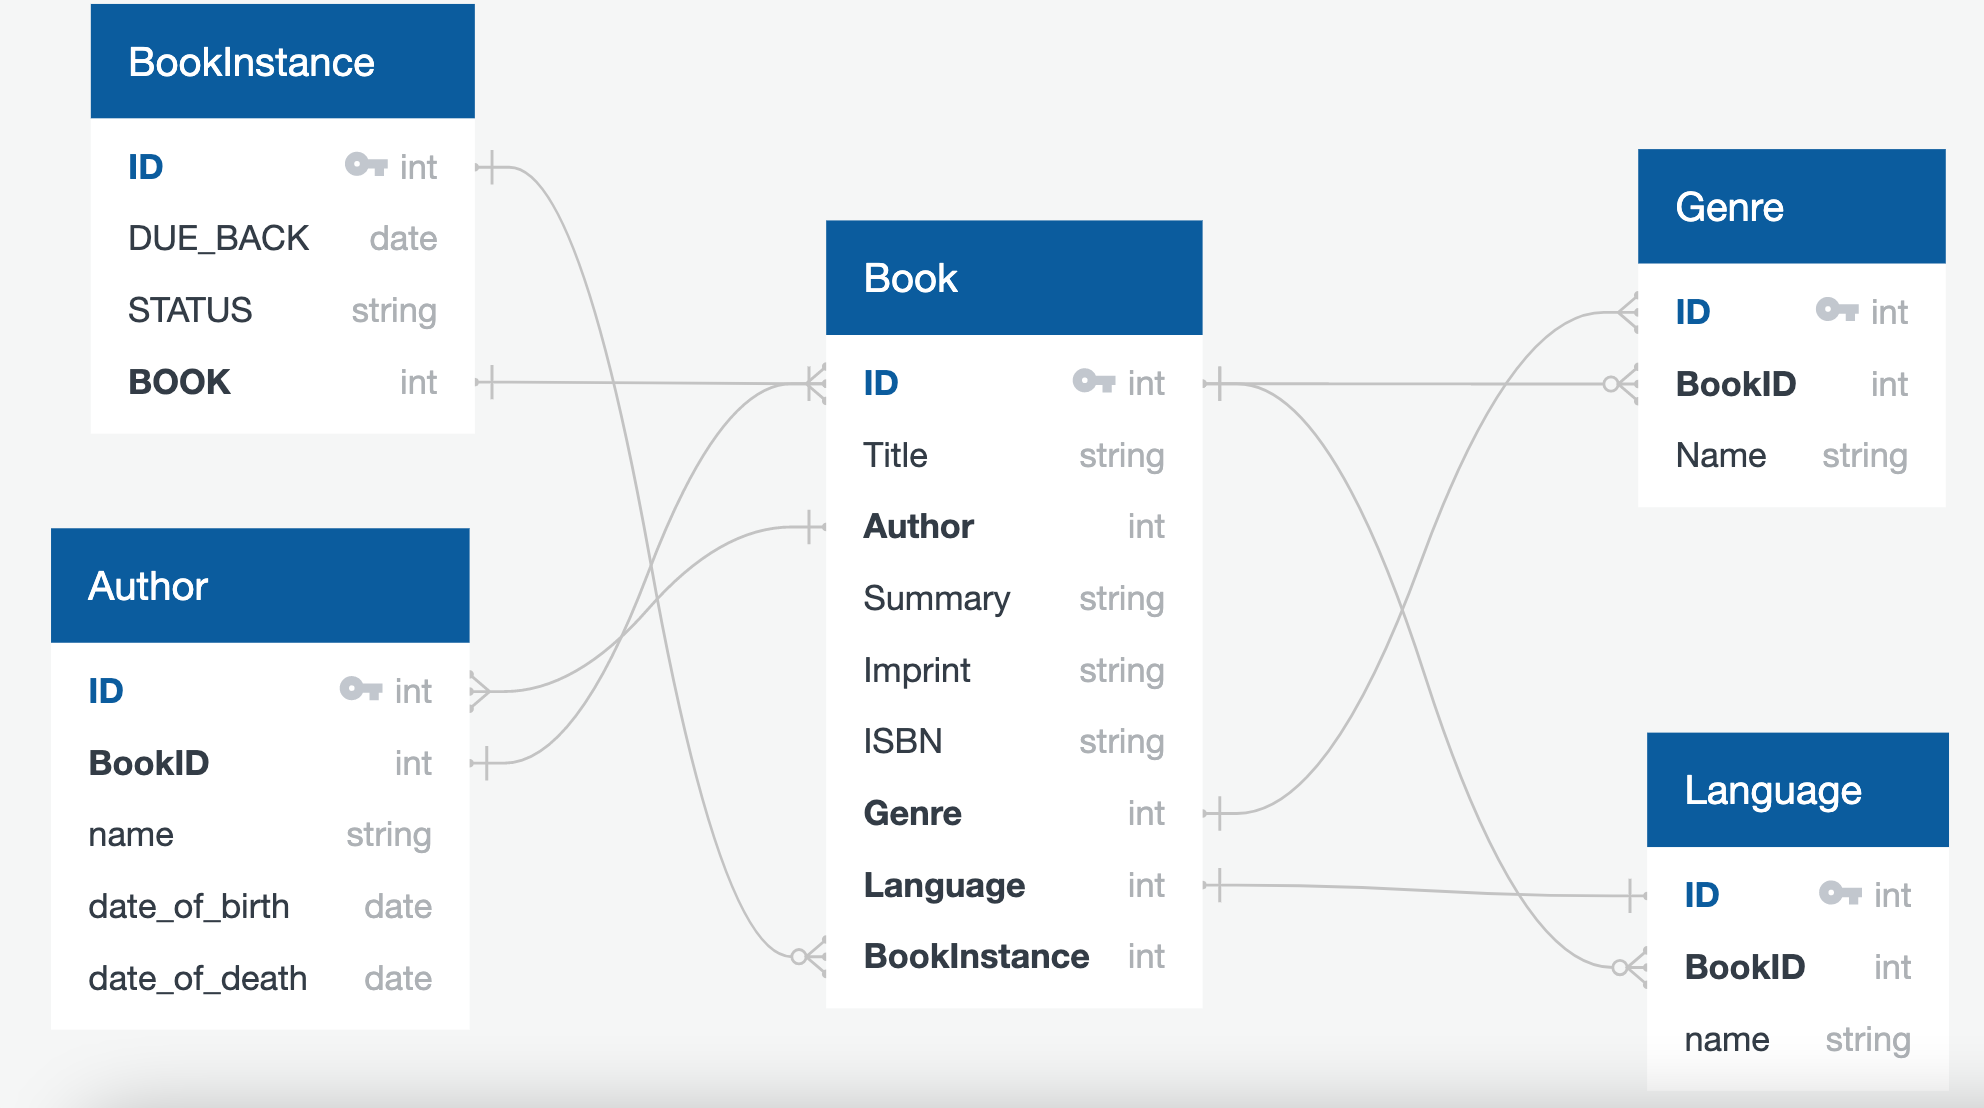 BookInstance
ID int
DUE_BACK date
STATUS string
BOOK int
Author
ID int
BookID int
name string
date_of_birth date
date_of_death date
Book
ID int
Title string
Author int
Summary string
Imprint string
ISBN string
Genre int
Language int
BookInstance int
Genre
ID int
BookID int
Name string
Language
ID int
BookID int
name string